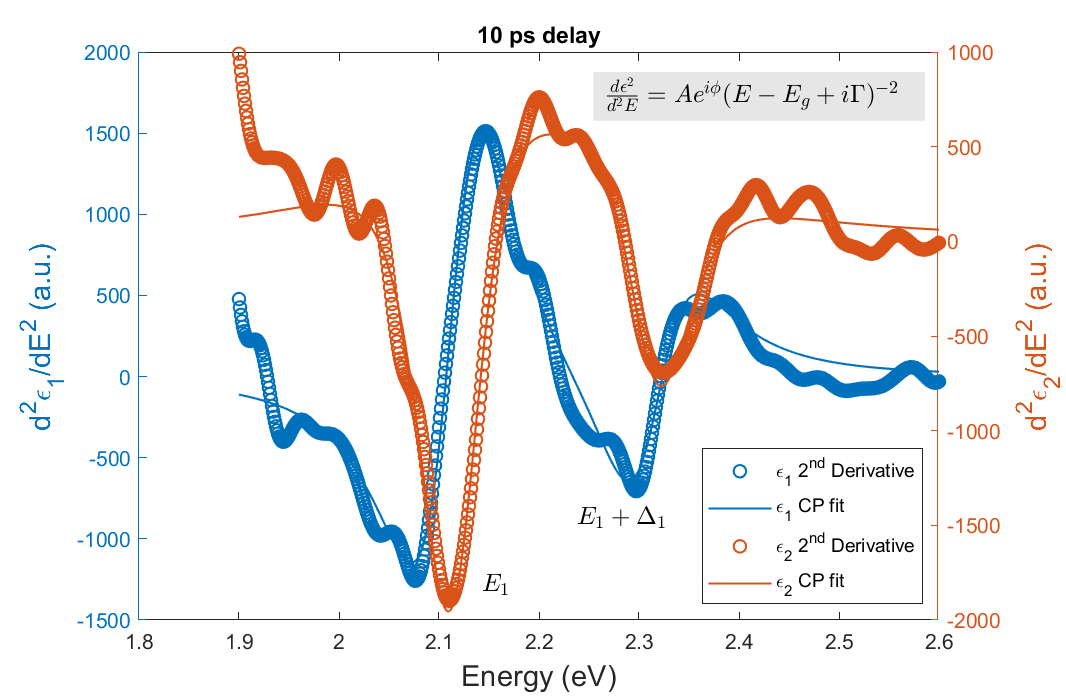 10 ps delay
dϵ²/d²E = Ae^{iϕ}(E − E_g + iΓ)^{−2}
2000
1500
1000
500
0
-500
-1000
-1500
d²ϵ₁/dE² (a.u.)
1000
500
0
-500
-1000
-1500
-2000
d²ϵ₂/dE² (a.u.)
E₁ + Δ₁
E₁
ϵ₁ 2ⁿᵈ Derivative
ϵ₁ CP fit
ϵ₂ 2ⁿᵈ Derivative
ϵ₂ CP fit
1.8 1.9 2 2.1 2.2 2.3 2.4 2.5 2.6
Energy (eV)